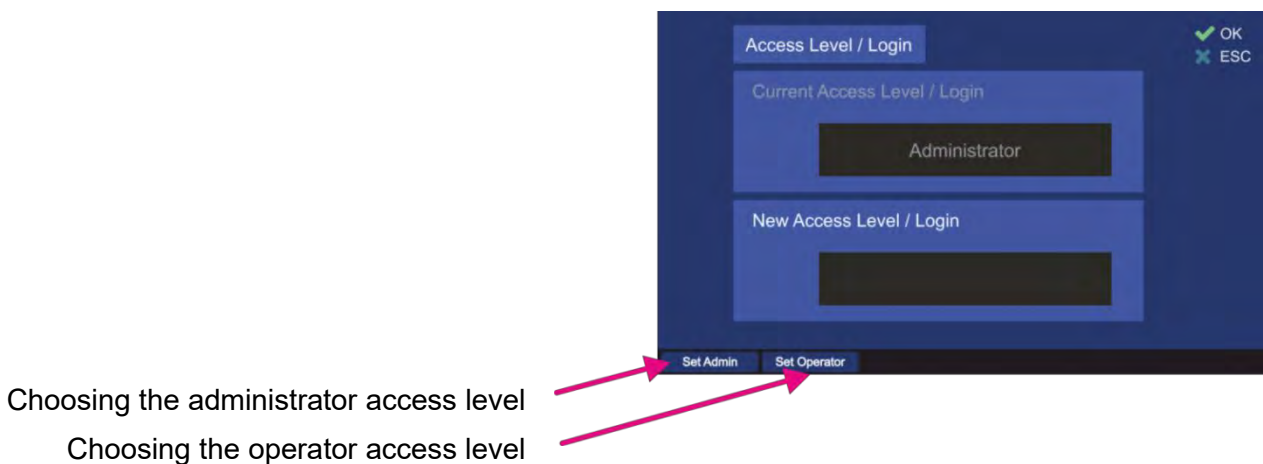 Access Level / Login
OK
ESC
Current Access Level / Login
Administrator
New Access Level / Login
Set Admin
Set Operator
Choosing the administrator access level
Choosing the operator access level